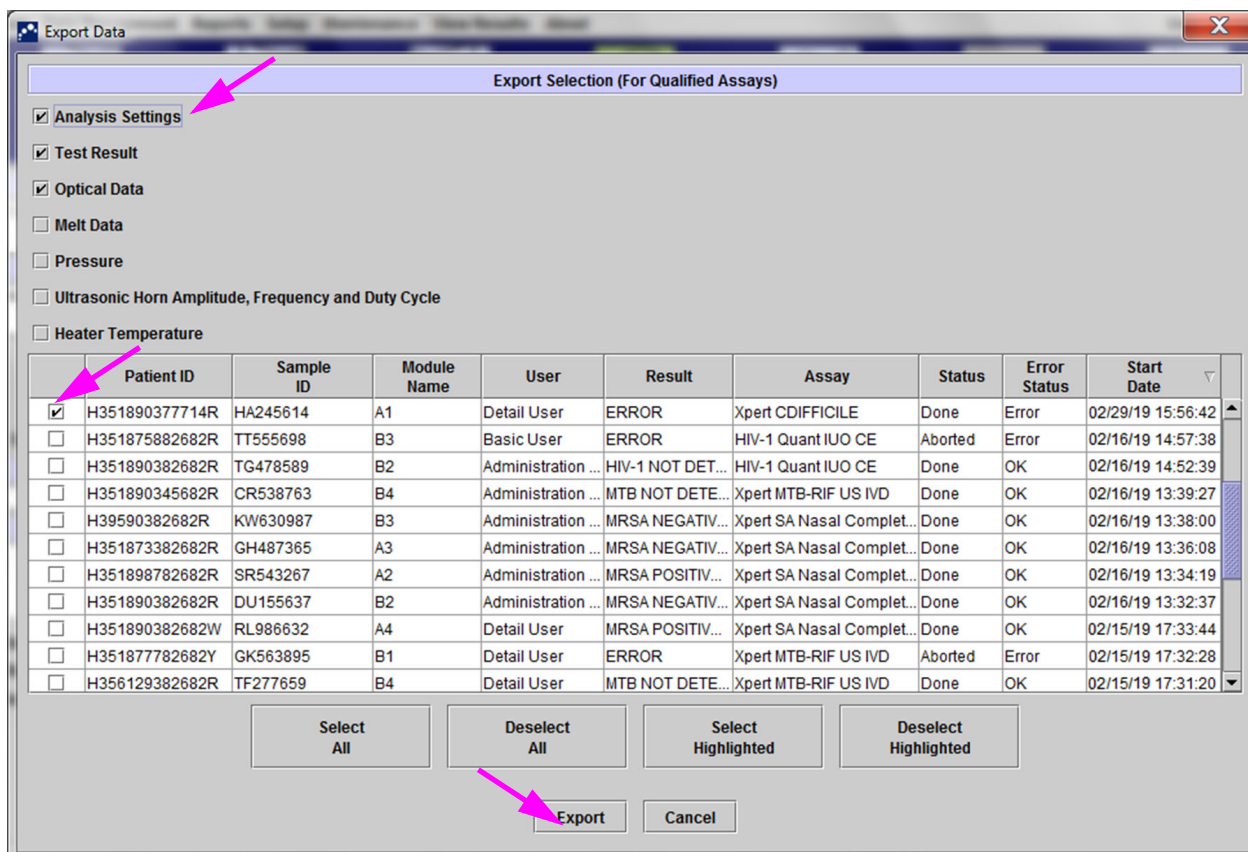 Reports Setup Maintenance View Results About
Export Data
Export Selection (For Qualified Assays)
Analysis Settings
Test Result
Optical Data
Melt Data
Pressure
Ultrasonic Horn Amplitude, Frequency and Duty Cycle
Heater Temperature
Patient ID Sample ID Module Name User Result Assay Status Error Status Start Date
H351890377714R HA245614 A1 Detail User ERROR Xpert CDIFFICILE Done Error 02/29/19 15:56:42
H351875882682R TT555698 B3 Basic User ERROR HIV-1 Quant IUO CE Aborted Error 02/16/19 14:57:38
H351890382682R TG478589 B2 Administration ... HIV-1 NOT DET... HIV-1 Quant IUO CE Done OK 02/16/19 14:52:39
H351890345682R CR538763 B4 Administration ... MTB NOT DETE... Xpert MTB-RIF US IVD Done OK 02/16/19 13:39:27
H39590382682R KW630987 B3 Administration ... MRSA NEGATIV... Xpert SA Nasal Complet... Done OK 02/16/19 13:38:00
H351873382682R GH487365 A3 Administration ... MRSA NEGATIV... Xpert SA Nasal Complet... Done OK 02/16/19 13:36:08
H351898782682R SR543267 A2 Administration ... MRSA POSITIV... Xpert SA Nasal Complet... Done OK 02/16/19 13:34:19
H351890382682R DU155637 B2 Administration ... MRSA NEGATIV... Xpert SA Nasal Complet... Done OK 02/16/19 13:32:37
H351890382682W RL986632 A4 Detail User MRSA POSITIV... Xpert SA Nasal Complet... Done OK 02/15/19 17:33:44
H351877782682Y GK563895 B1 Detail User ERROR Xpert MTB-RIF US IVD Aborted Error 02/15/19 17:32:28
H356129382682R TF277659 B4 Detail User MTB NOT DETE... Xpert MTB-RIF US IVD Done OK 02/15/19 17:31:20
Select All Deselect All Select Highlighted Deselect Highlighted
Export Cancel